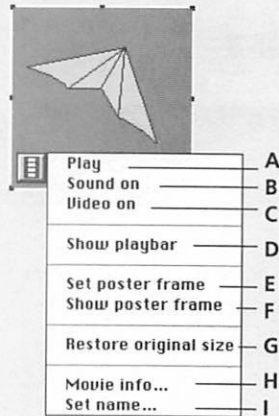 Play A
Sound on B
Video on C
Show playbar D
Set poster frame E
Show poster frame F
Restore original size G
Movie info... H
Set name... I